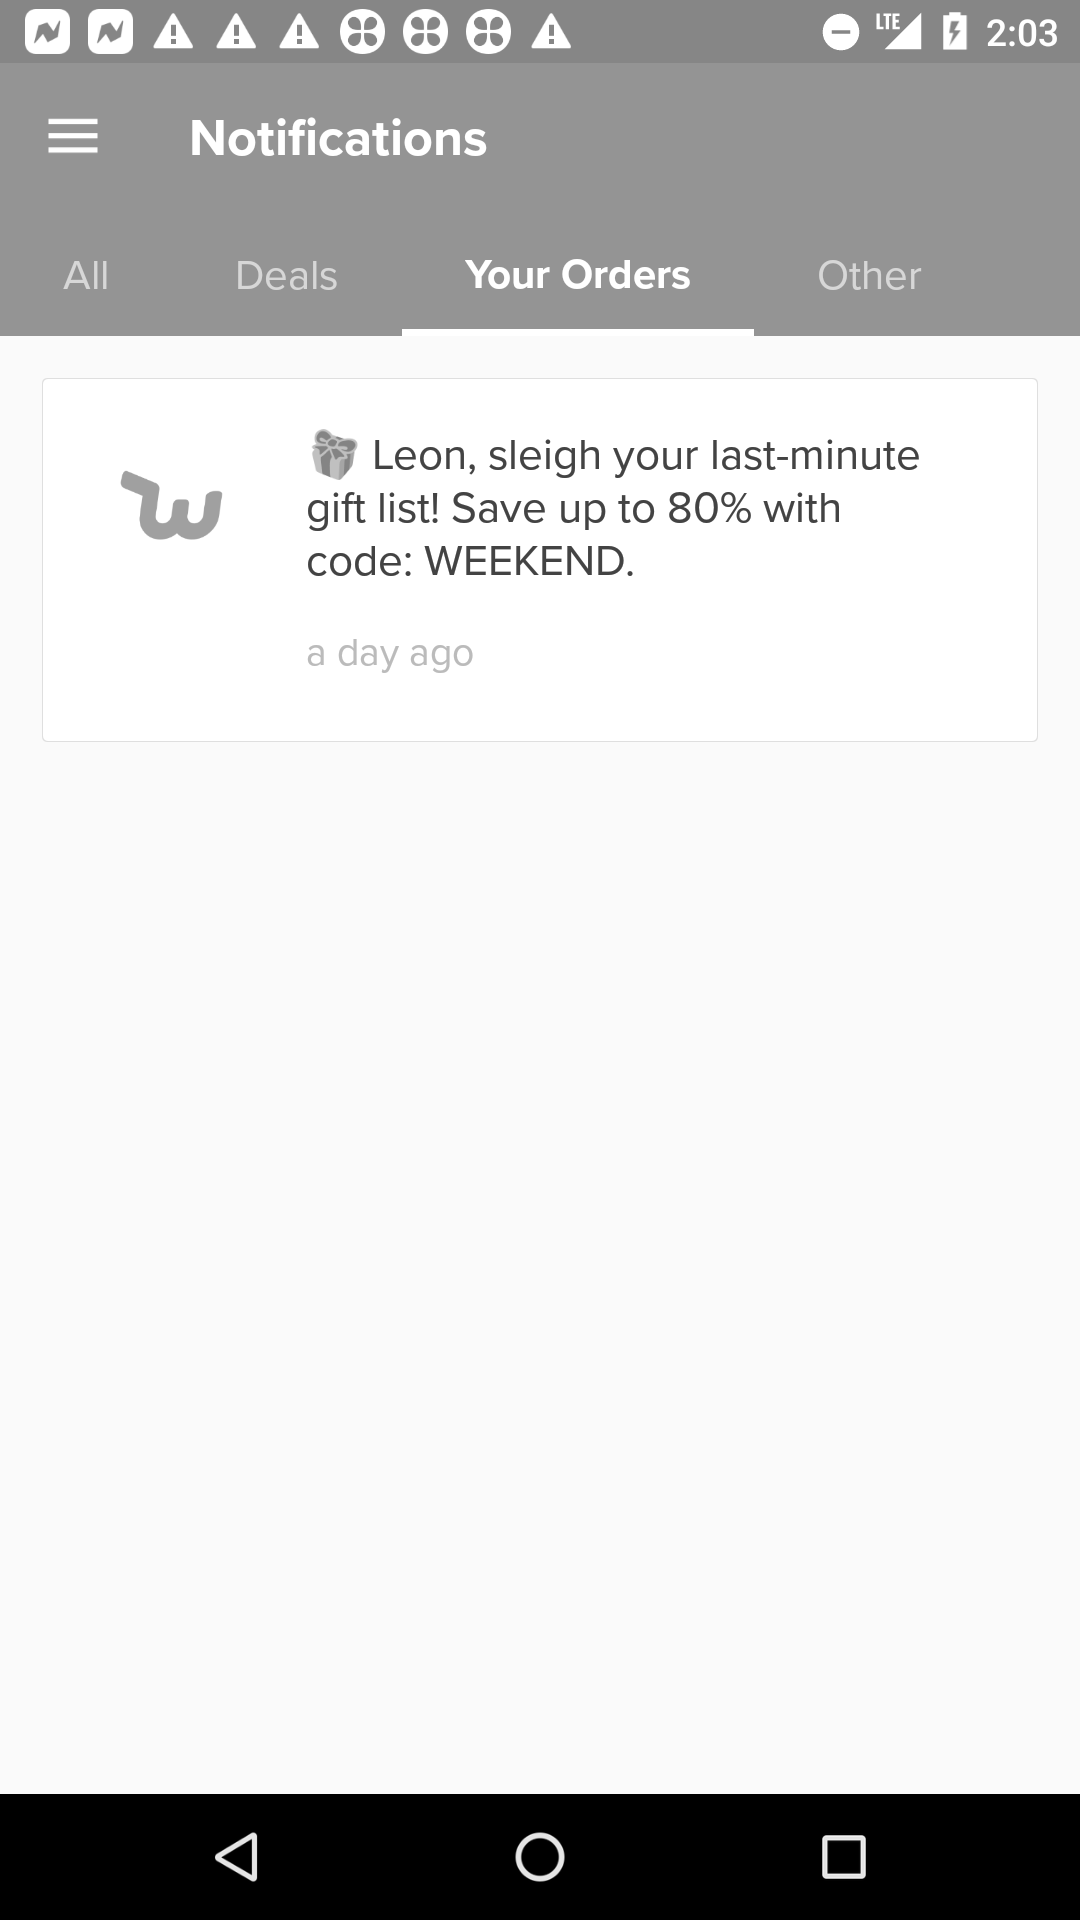 LTE 2:03
Notifications
All Deals Your Orders Other
🎁 Leon, sleigh your last-minute
gift list! Save up to 80% with
code: WEEKEND.
a day ago